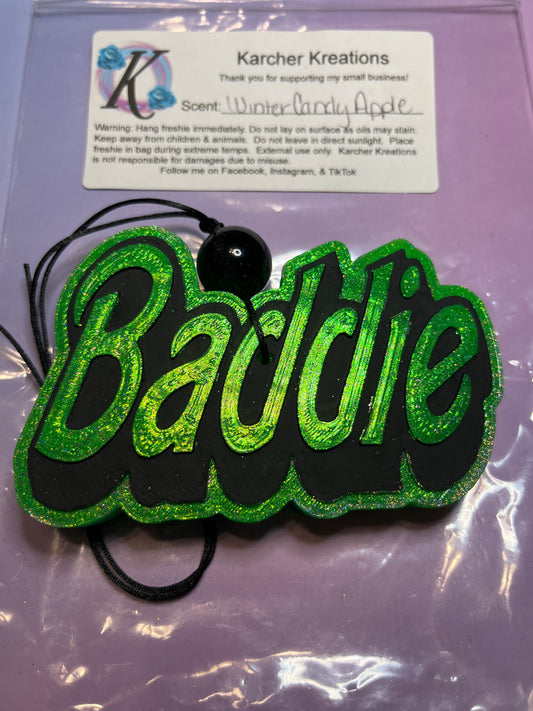 K
Karcher Kreations
Thank you for supporting my small business!
Scent: Winter Candy Apple
Warning: Hang freshie immediately. Do not lay on surface as oils may stain.
Keep away from children & animals. Do not leave in direct sunlight. Place
freshie in bag during extreme temps. External use only. Karcher Kreations
is not responsible for damages due to misuse.
Follow me on Facebook, Instagram, & TikTok
Baddie